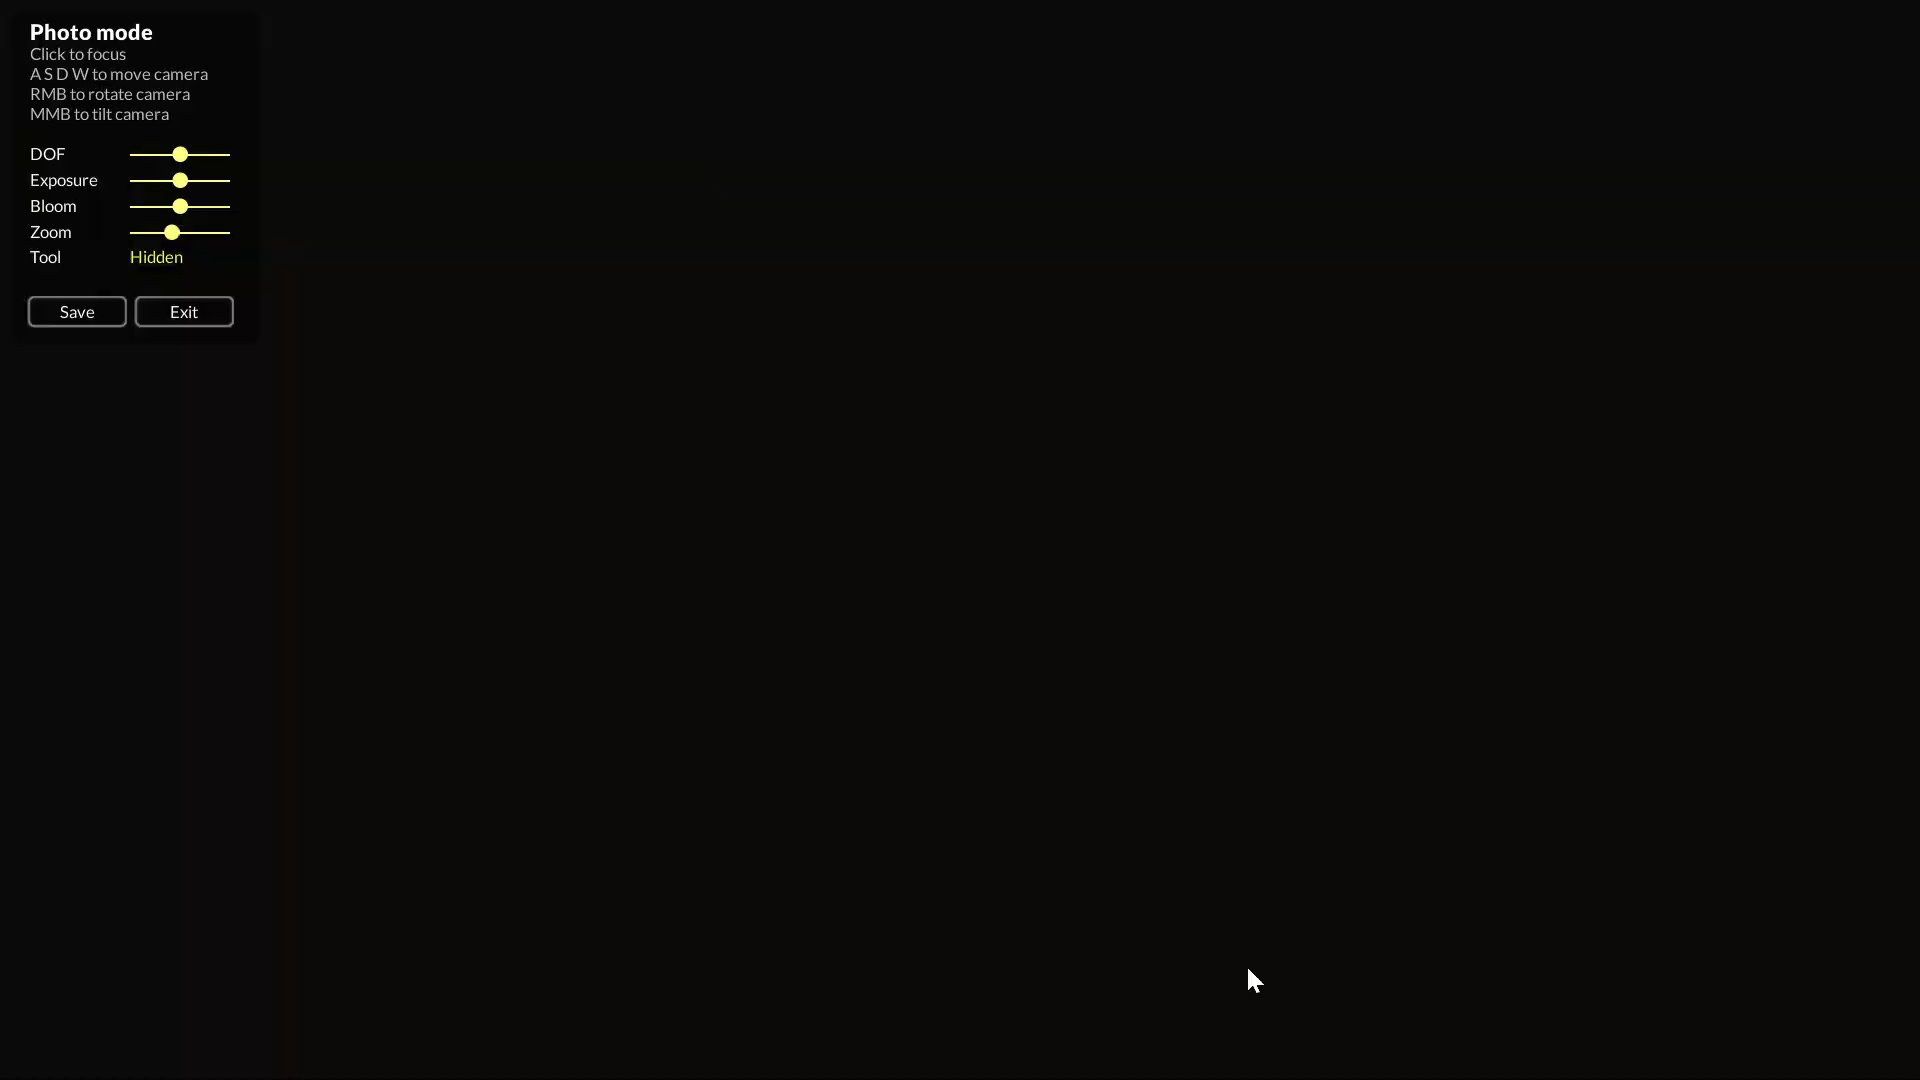 Photo mode
Click to focus
A S D W to move camera
RMB to rotate camera
MMB to tilt camera
DOF
Exposure
Bloom
Zoom
Tool Hidden
Save Exit